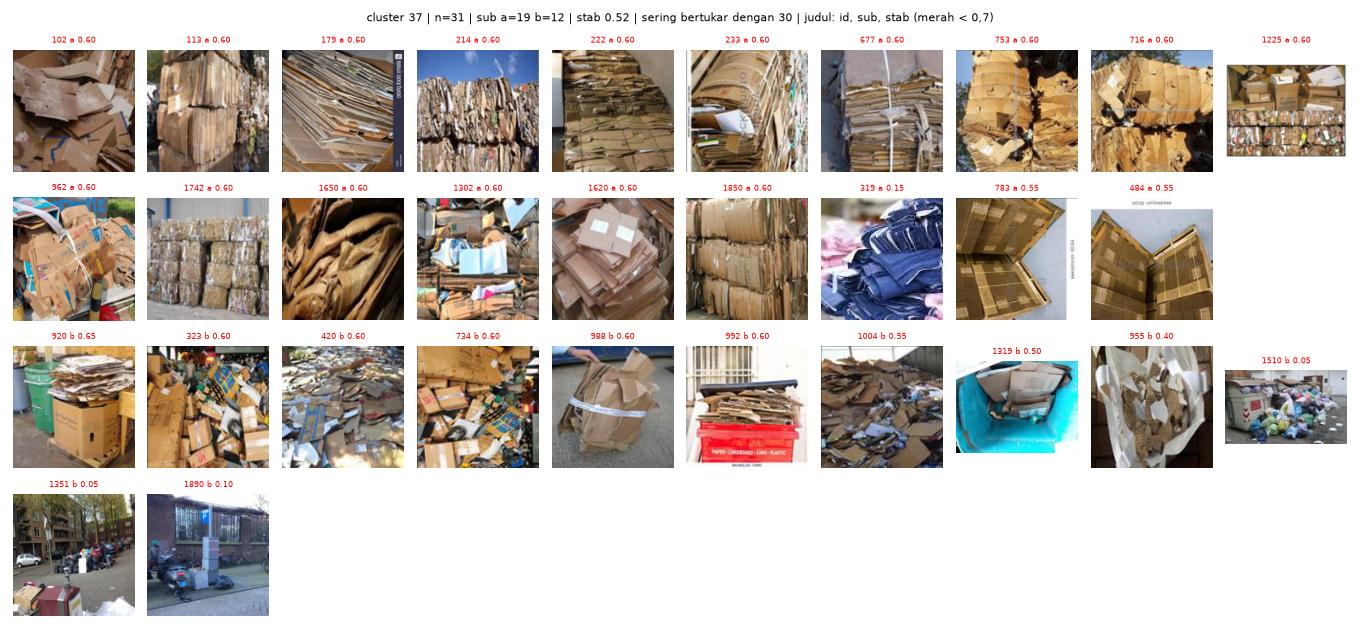 cluster 37 | n=31 | sub a=19 b=12 | stab 0.52 | sering bertukar dengan 30 | judul: id, sub, stab (merah < 0,7)
102 a 0.60
113 a 0.60
179 a 0.60
214 a 0.60
222 a 0.60
233 a 0.60
677 a 0.60
753 a 0.60
716 a 0.60
1225 a 0.60
962 a 0.60
1742 a 0.60
1650 a 0.60
1302 a 0.60
1620 a 0.60
1850 a 0.60
319 a 0.15
783 a 0.55
484 a 0.55
920 b 0.65
323 b 0.60
420 b 0.60
734 b 0.60
988 b 0.60
992 b 0.60
1004 b 0.55
1319 b 0.50
955 b 0.40
1510 b 0.05
PAPER - CARDBOARD - CANS - PLASTIC
1351 b 0.05
1890 b 0.10